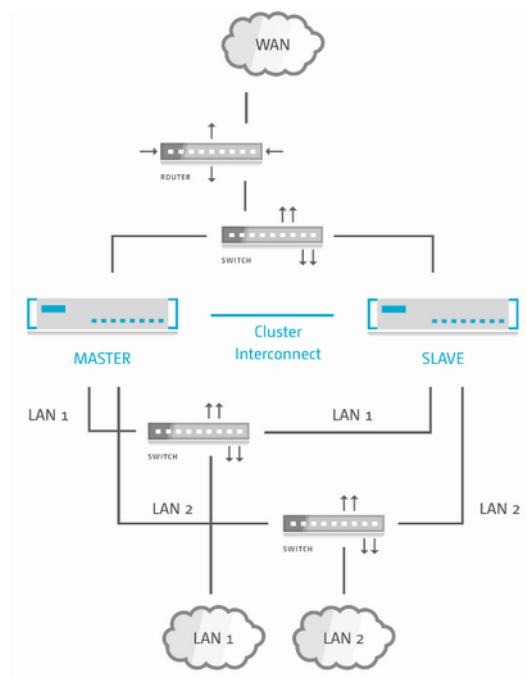 WAN
ROUTER
SWITCH
Cluster
Interconnect
MASTER
SLAVE
LAN 1
LAN 1
SWITCH
LAN 2
LAN 2
SWITCH
LAN 1
LAN 2